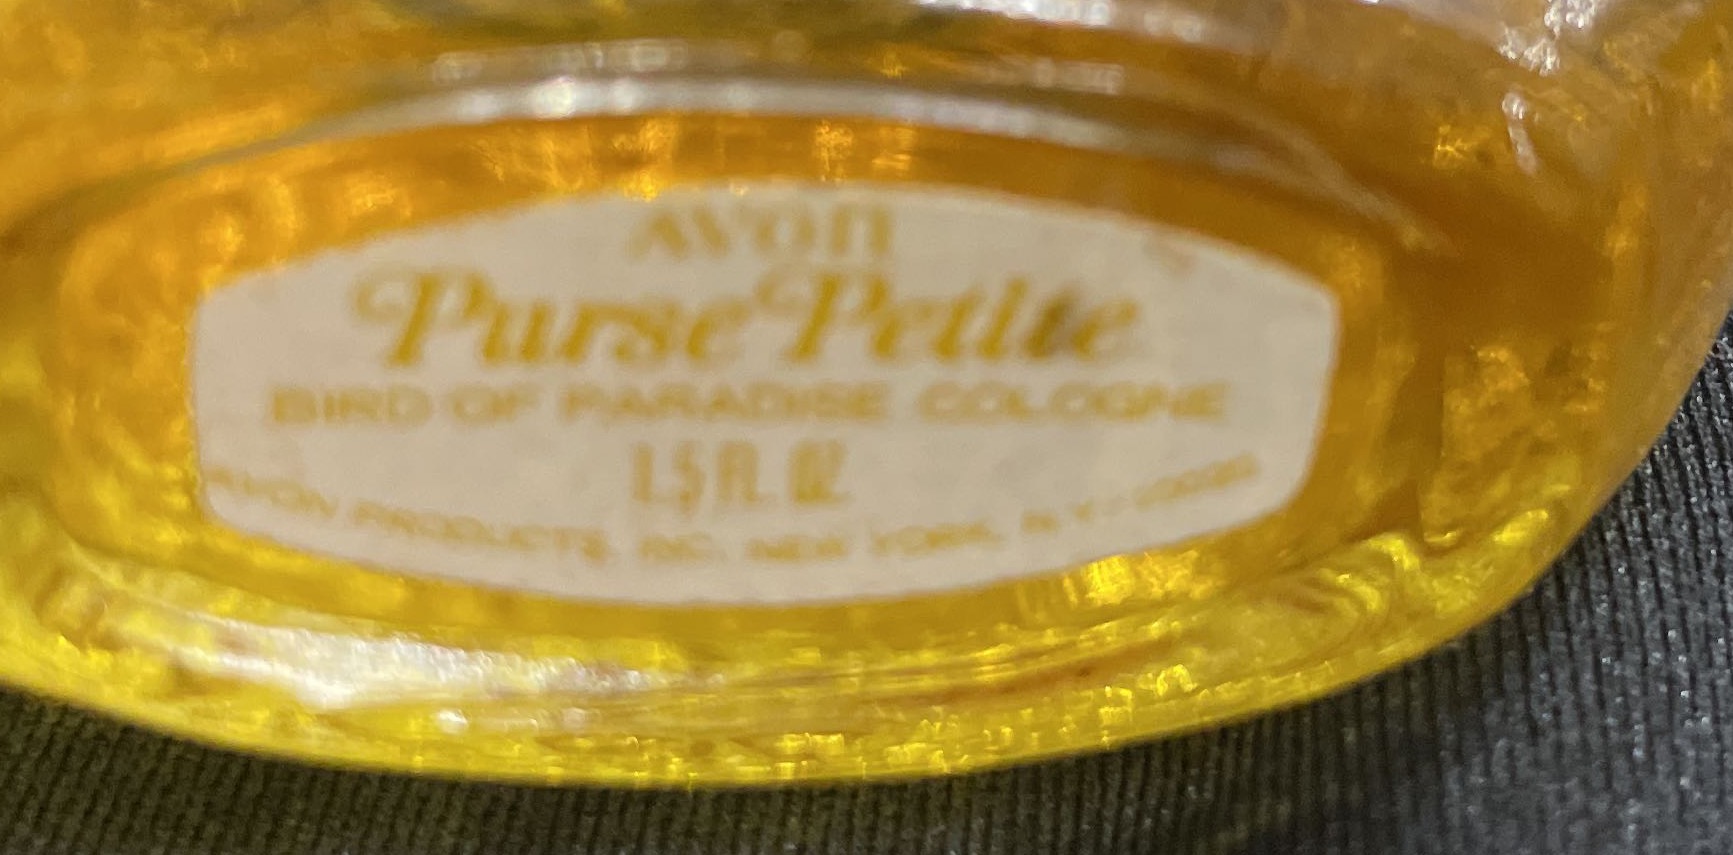 AVON
Purse Petite
BIRD OF PARADISE COLOGNE
1.5 FL. OZ.
AVON PRODUCTS, INC. NEW YORK, N.Y.